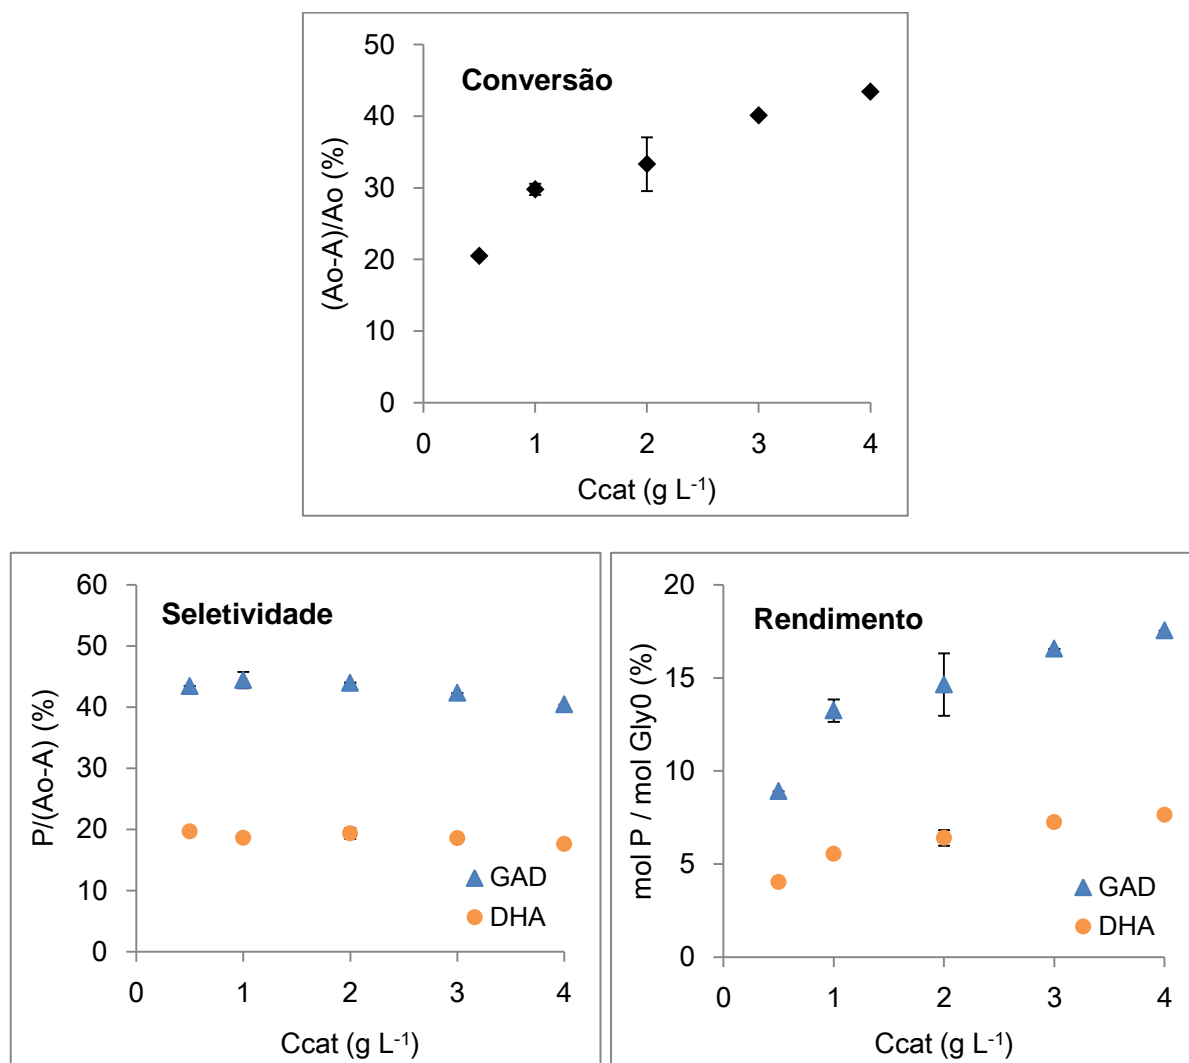 Conversão
(Ao-A)/Ao (%)
50
40
30
20
10
0
0 1 2 3 4
Ccat (g L⁻¹)
Seletividade
P/(Ao-A) (%)
60
50
40
30
20
10
0
GAD
DHA
0 1 2 3 4
Ccat (g L⁻¹)
Rendimento
mol P / mol Gly0 (%)
20
15
10
5
0
GAD
DHA
0 1 2 3 4
Ccat (g L⁻¹)